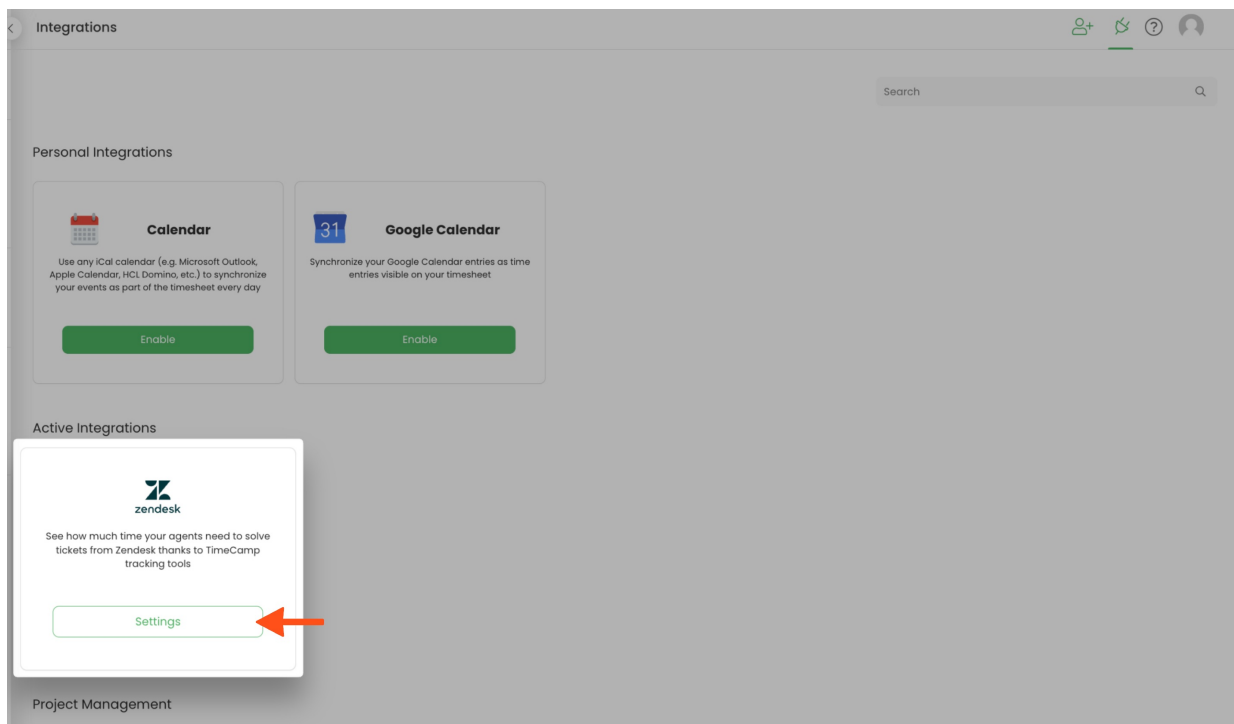 Integrations
Search
Personal Integrations
Calendar
Use any iCal calendar (e.g. Microsoft Outlook,
Apple Calendar, HCL Domino, etc.) to synchronize
your events as part of the timesheet every day
Enable
31
Google Calendar
Synchronize your Google Calendar entries as time
entries visible on your timesheet
Enable
Active Integrations
zendesk
See how much time your agents need to solve
tickets from Zendesk thanks to TimeCamp
tracking tools
Settings
Project Management